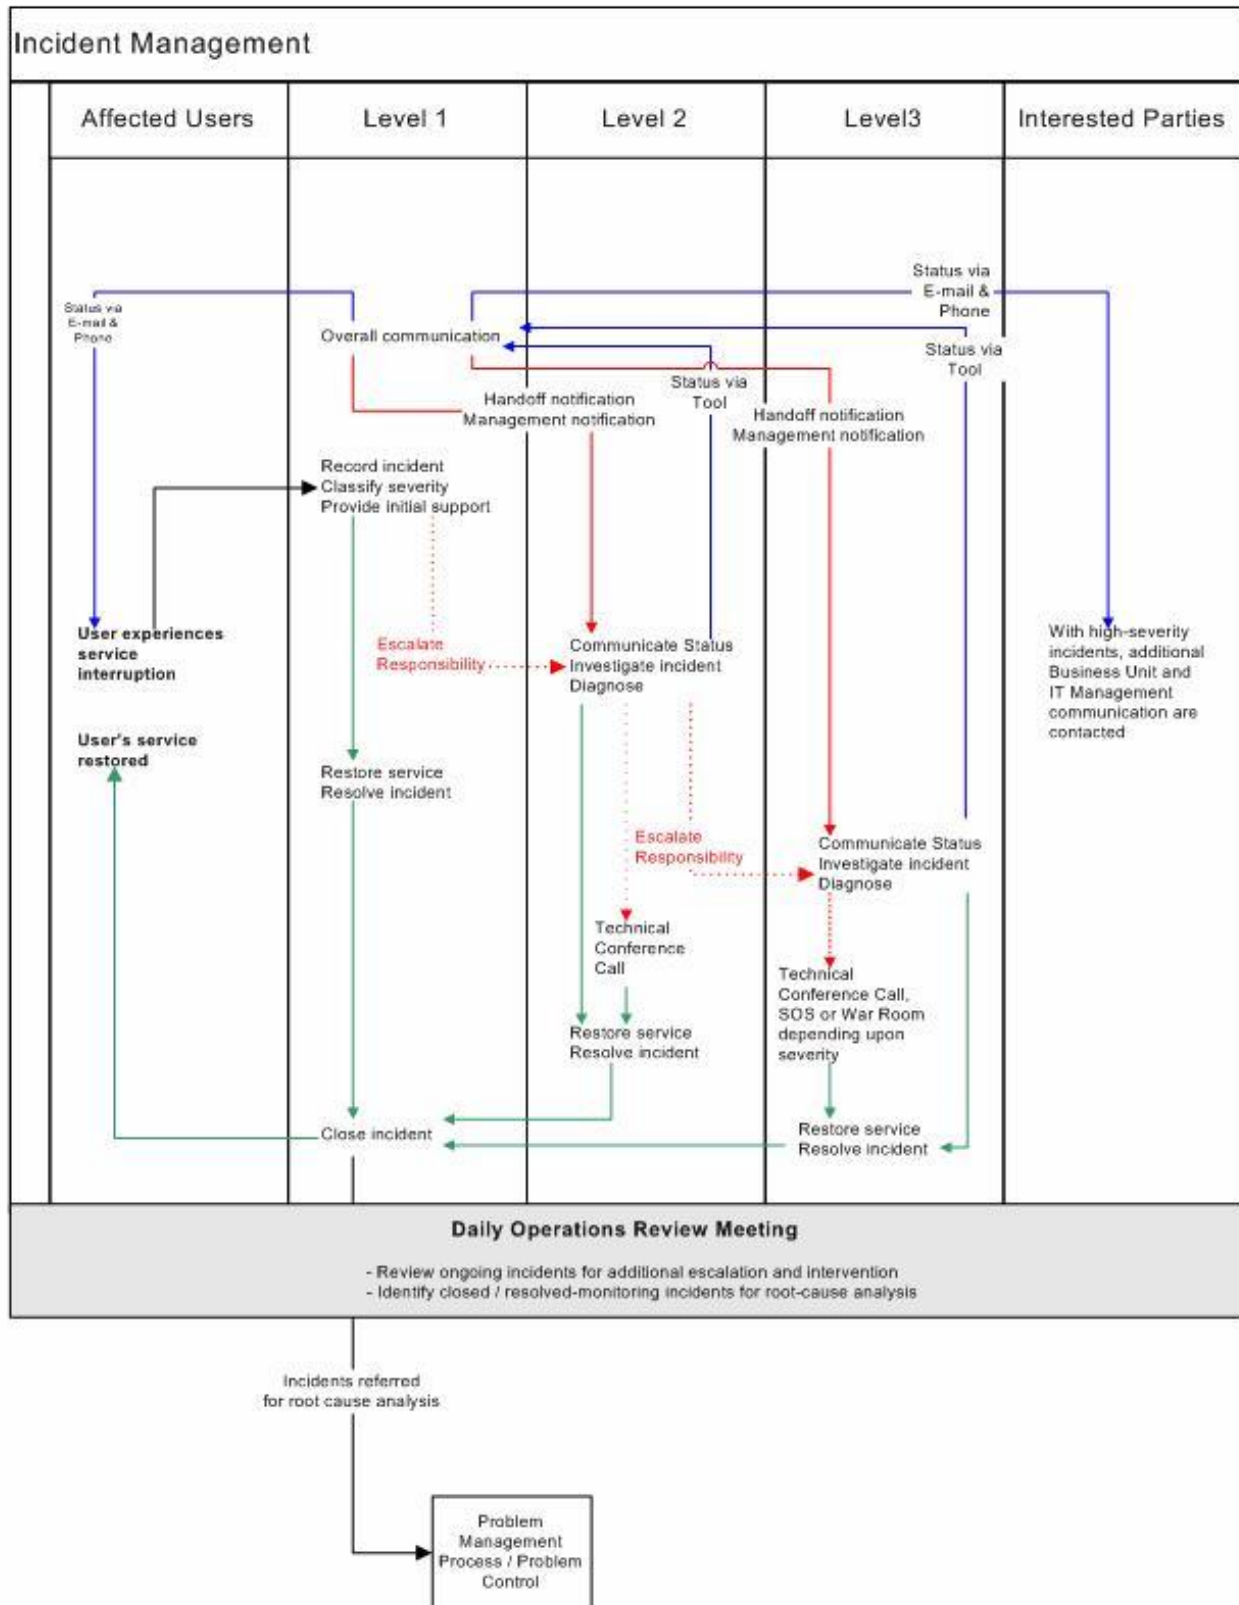 Incident Management
Affected Users
Level 1
Level 2
Level3
Interested Parties
Status via
E-mail &
Phone
Status via
E-mail &
Phone
Overall communication
Status via
Tool
Status via
Tool
Handoff notification
Management notification
Handoff notification
Management notification
Record incident
Classify severity
Provide initial support
User experiences
service
interruption
Escalate
Responsibility
Communicate Status
Investigate incident
Diagnose
With high-severity
incidents, additional
Business Unit and
IT Management
communication are
contacted
User's service
restored
Restore service
Resolve incident
Escalate
Responsibility
Communicate Status
Investigate incident
Diagnose
Technical
Conference
Call
Technical
Conference Call,
SOS or War Room
depending upon
severity
Restore service
Resolve incident
Close incident
Restore service
Resolve incident
Daily Operations Review Meeting
- Review ongoing incidents for additional escalation and intervention
- Identify closed / resolved-monitoring incidents for root-cause analysis
Incidents referred
for root cause analysis
Problem
Management
Process / Problem
Control